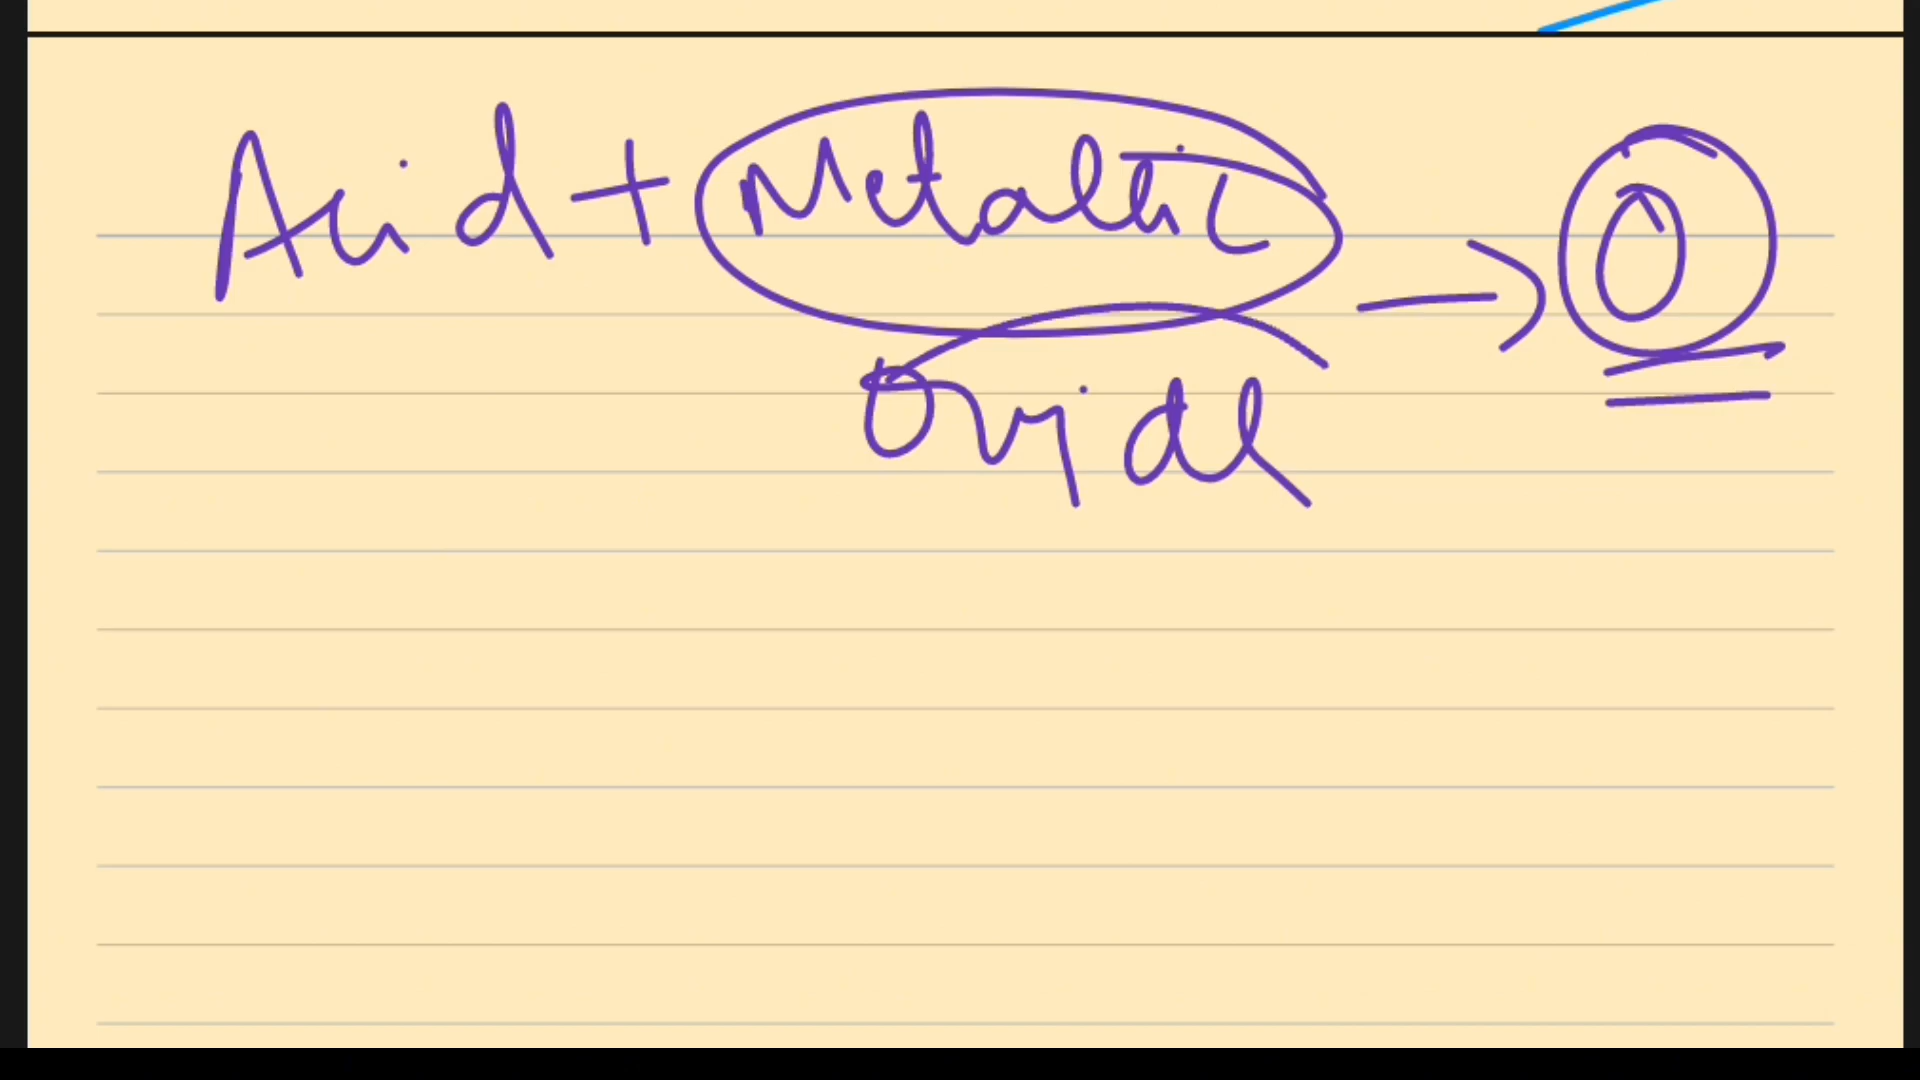 Acid + Metallic → O
Oxide